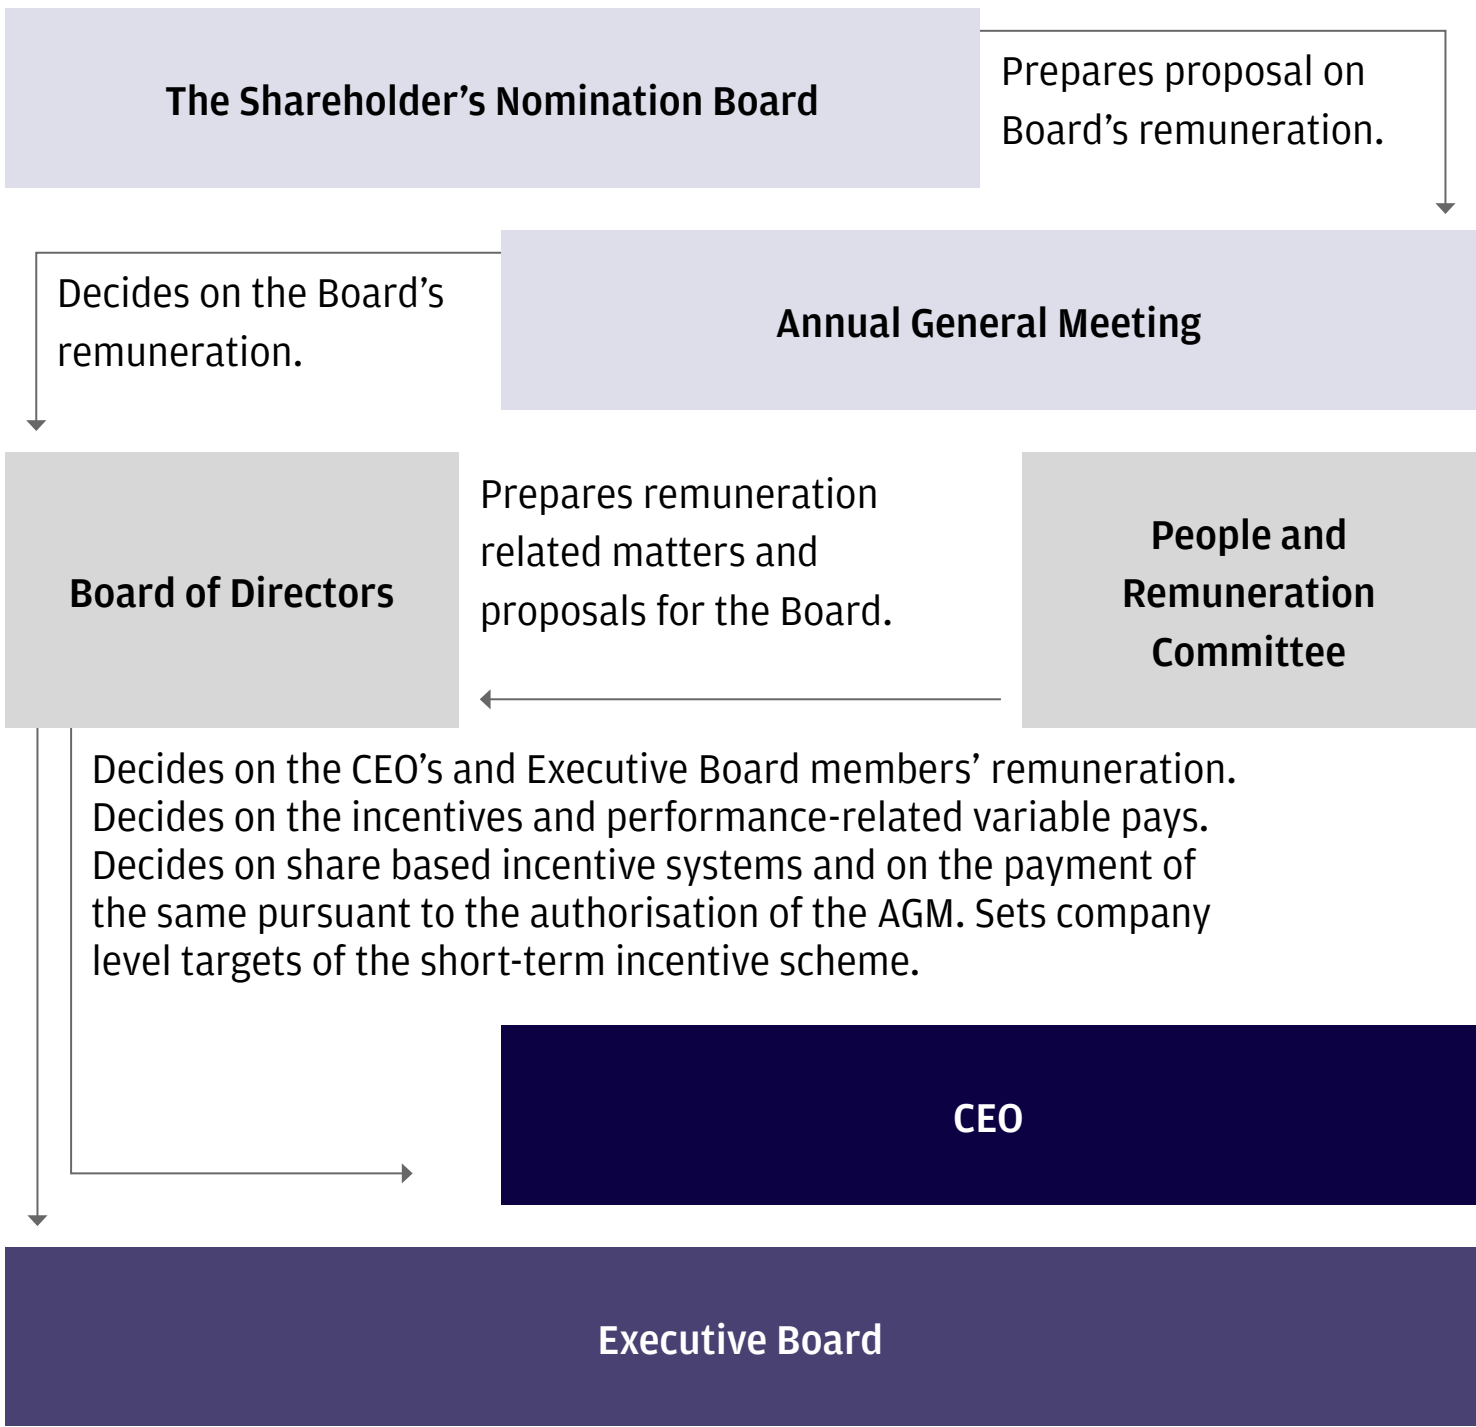 The Shareholder’s Nomination Board
Prepares proposal on
Board’s remuneration.
Decides on the Board’s
remuneration.
Annual General Meeting
Board of Directors
Prepares remuneration
related matters and
proposals for the Board.
People and
Remuneration
Committee
Decides on the CEO’s and Executive Board members’ remuneration.
Decides on the incentives and performance-related variable pays.
Decides on share based incentive systems and on the payment of
the same pursuant to the authorisation of the AGM. Sets company
level targets of the short-term incentive scheme.
CEO
Executive Board